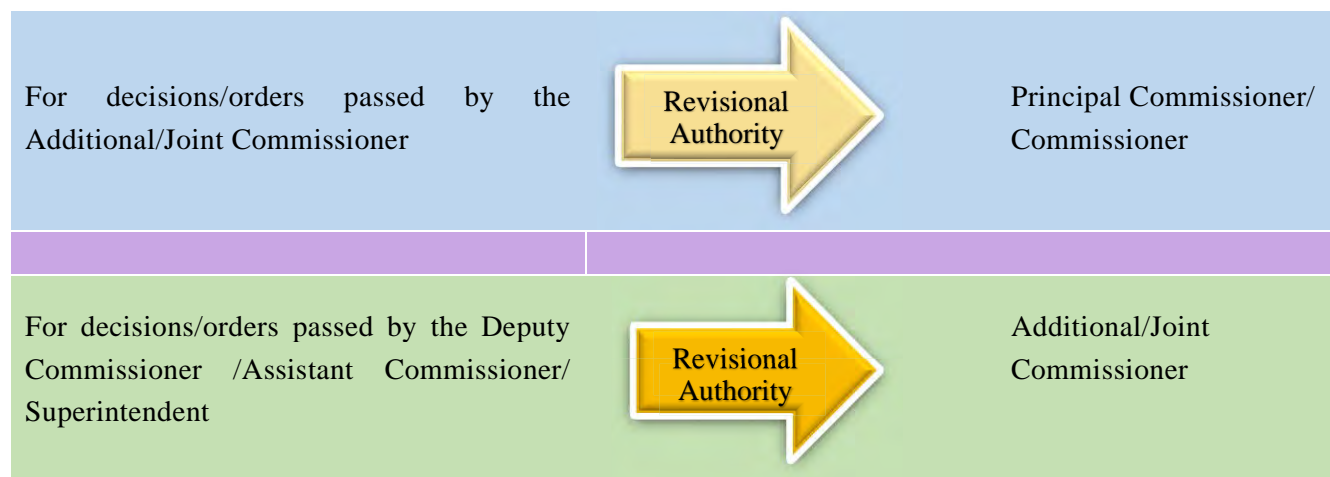 For decisions/orders passed by the
Additional/Joint Commissioner
Revisional
Authority
Principal Commissioner/
Commissioner
For decisions/orders passed by the Deputy
Commissioner /Assistant Commissioner/
Superintendent
Revisional
Authority
Additional/Joint
Commissioner